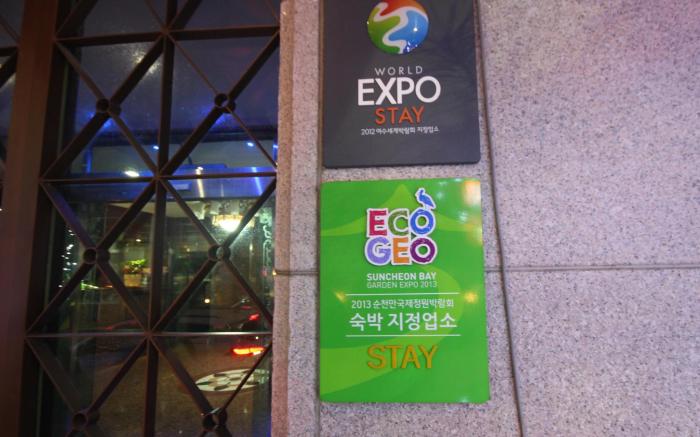 WORLD
EXPO
STAY
2012 여수세계박람회 지정업소
ECO
GEO
SUNCHEON BAY
GARDEN EXPO 2013
2013 순천만국제정원박람회
숙박 지정업소
STAY